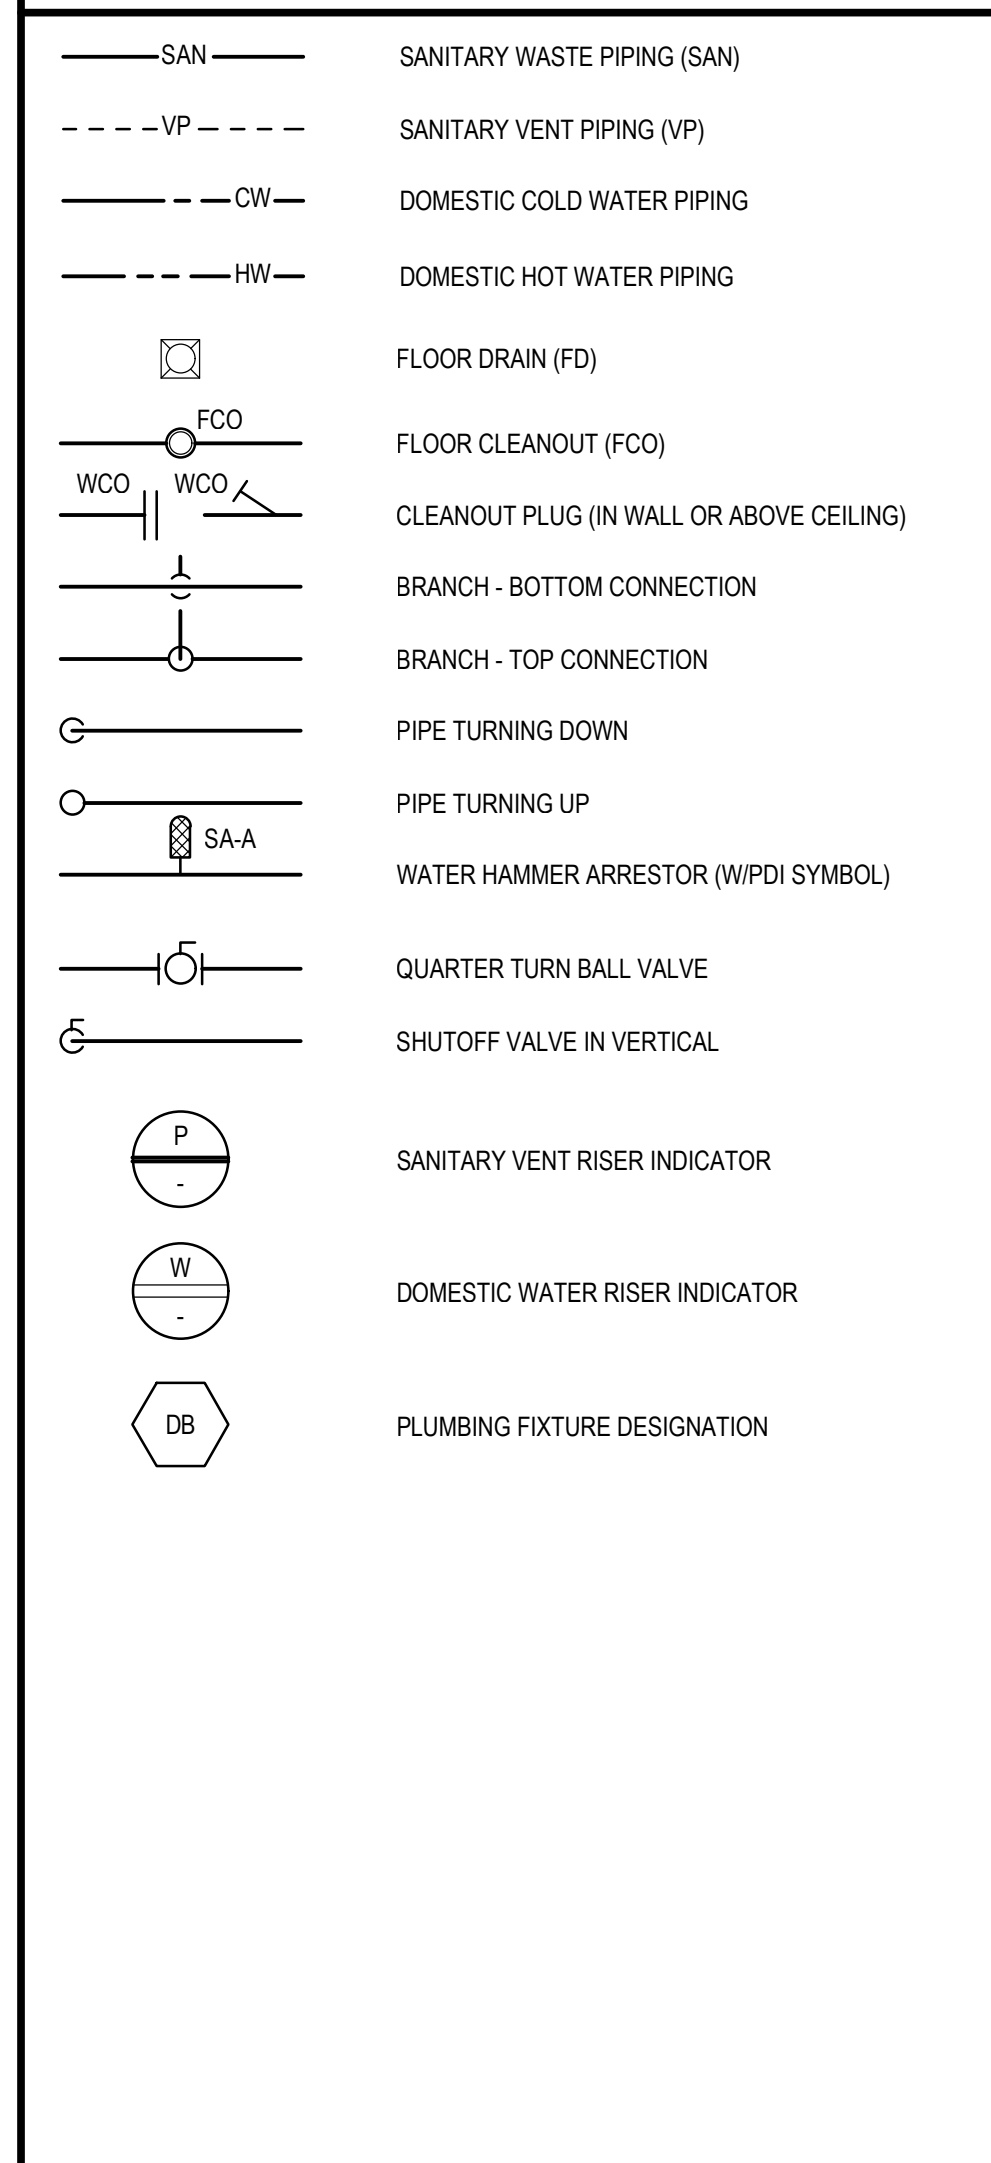 SAN SANITARY WASTE PIPING (SAN)
VP SANITARY VENT PIPING (VP)
CW DOMESTIC COLD WATER PIPING
HW DOMESTIC HOT WATER PIPING
FLOOR DRAIN (FD)
FCO
FLOOR CLEANOUT (FCO)
WCO WCO
CLEANOUT PLUG (IN WALL OR ABOVE CEILING)
BRANCH - BOTTOM CONNECTION
BRANCH - TOP CONNECTION
PIPE TURNING DOWN
PIPE TURNING UP
SA-A
WATER HAMMER ARRESTOR (W/PDI SYMBOL)
QUARTER TURN BALL VALVE
SHUTOFF VALVE IN VERTICAL
P
SANITARY VENT RISER INDICATOR
-
W
DOMESTIC WATER RISER INDICATOR
-
DB PLUMBING FIXTURE DESIGNATION